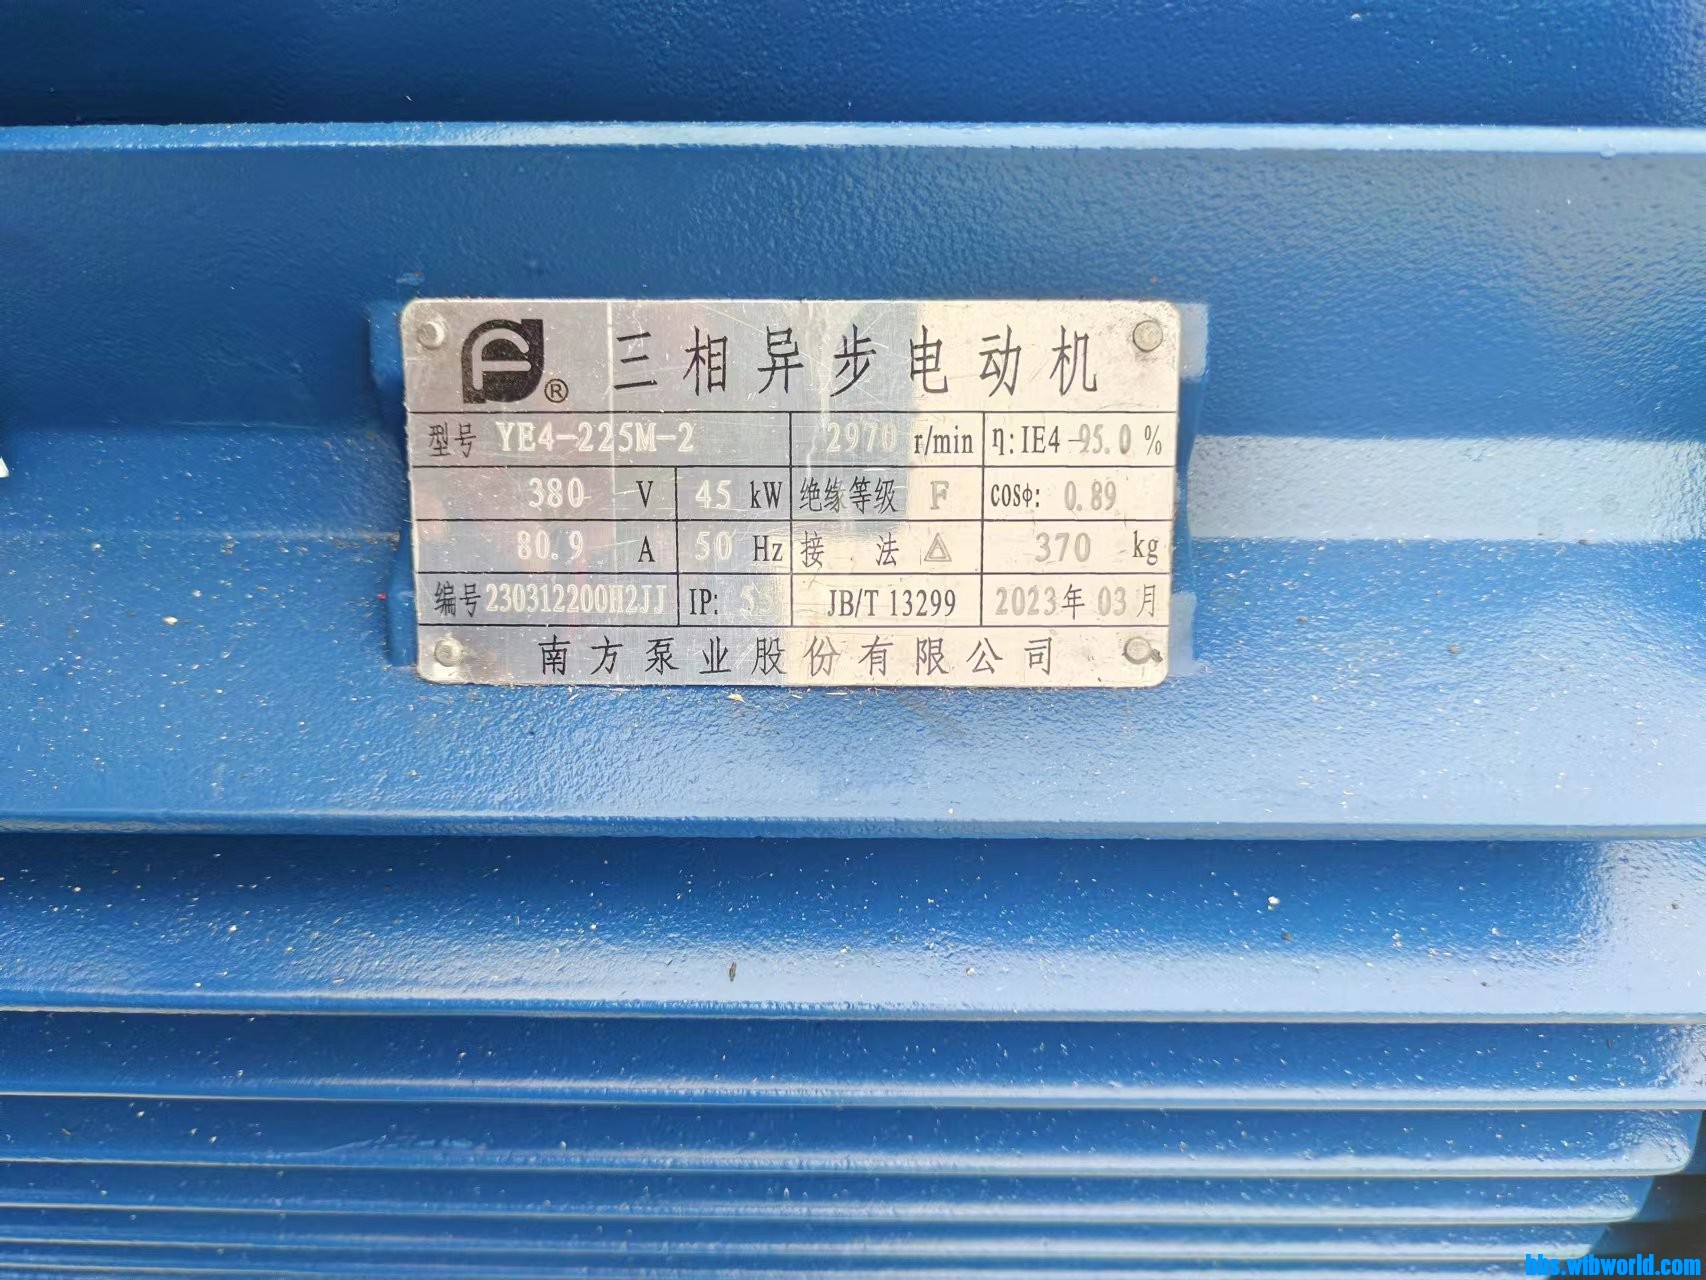 F ® 三相异步电动机
型号 YE4-225M-2 2970 r/min η:IE4-95.0 %
380 V 45 kW 绝缘等级 F cosφ: 0.89
80.9 A 50 Hz 接 法 △ 370 kg
编号 230312200H2JJ IP: 55 JB/T 13299 2023年 03月
南方泵业股份有限公司
bbs.wtbworld.com